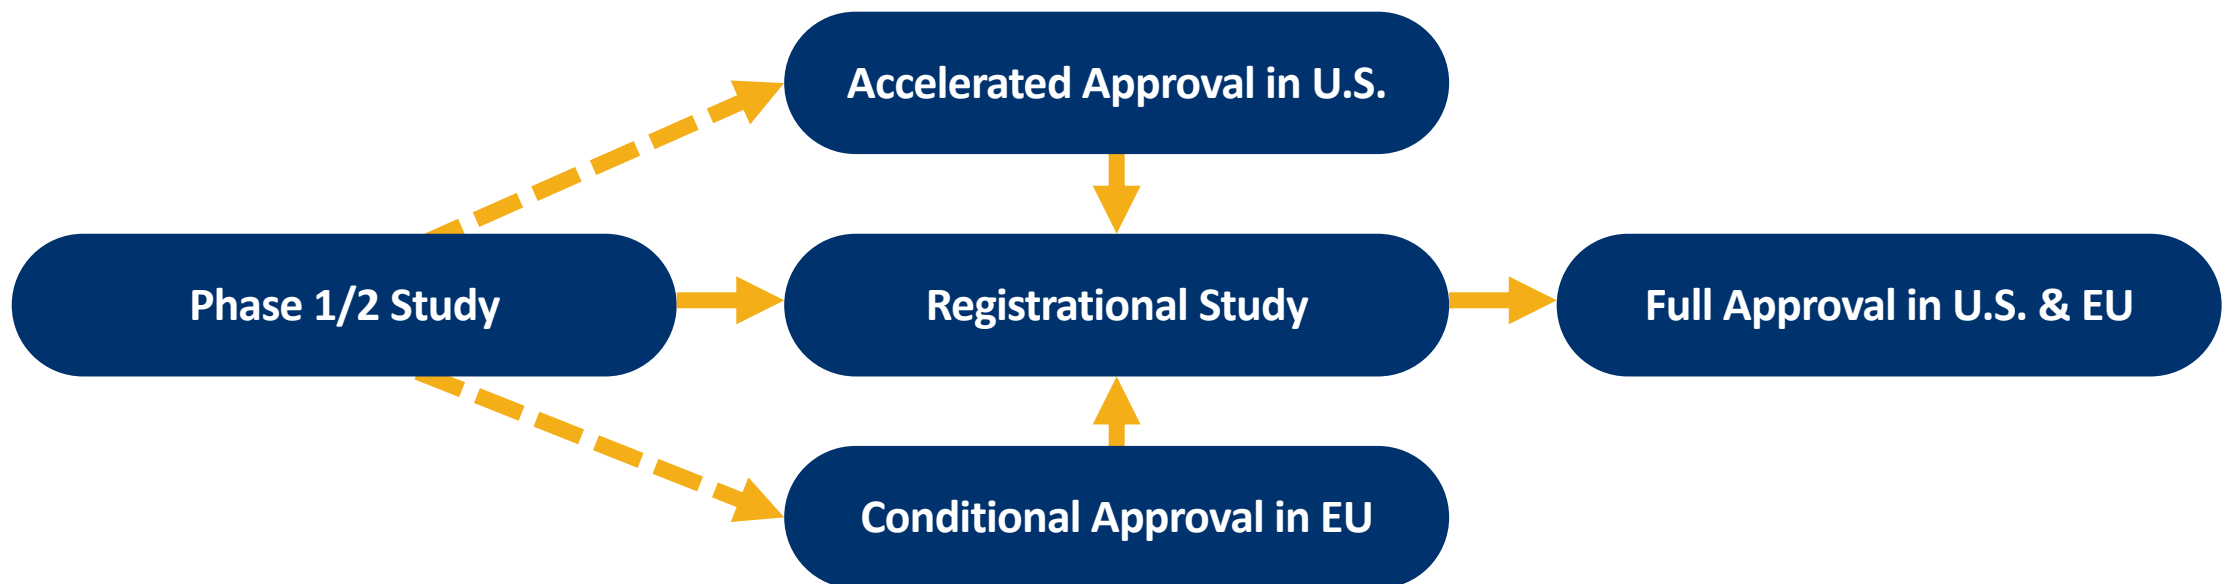 Accelerated Approval in U.S.
Phase 1/2 Study
Registrational Study
Full Approval in U.S. & EU
Conditional Approval in EU